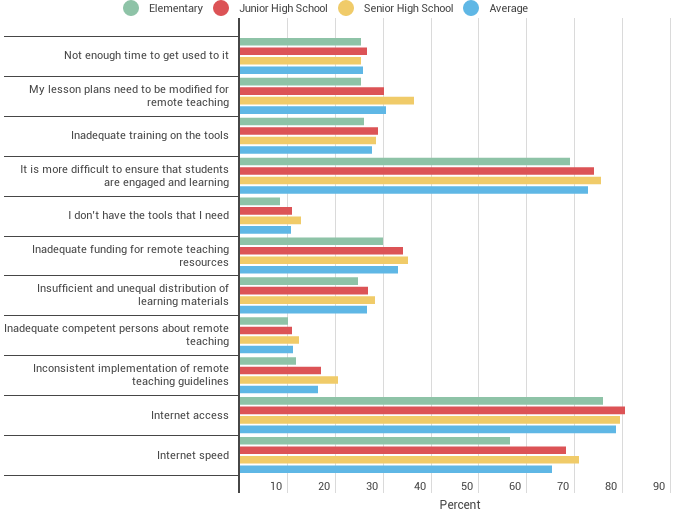 Elementary Junior High School Senior High School Average
Not enough time to get used to it
My lesson plans need to be modified for
remote teaching
Inadequate training on the tools
It is more difficult to ensure that students
are engaged and learning
I don't have the tools that I need
Inadequate funding for remote teaching
resources
Insufficient and unequal distribution of
learning materials
Inadequate competent persons about remote
teaching
Inconsistent implementation of remote
teaching guidelines
Internet access
Internet speed
10 20 30 40 50 60 70 80 90
Percent